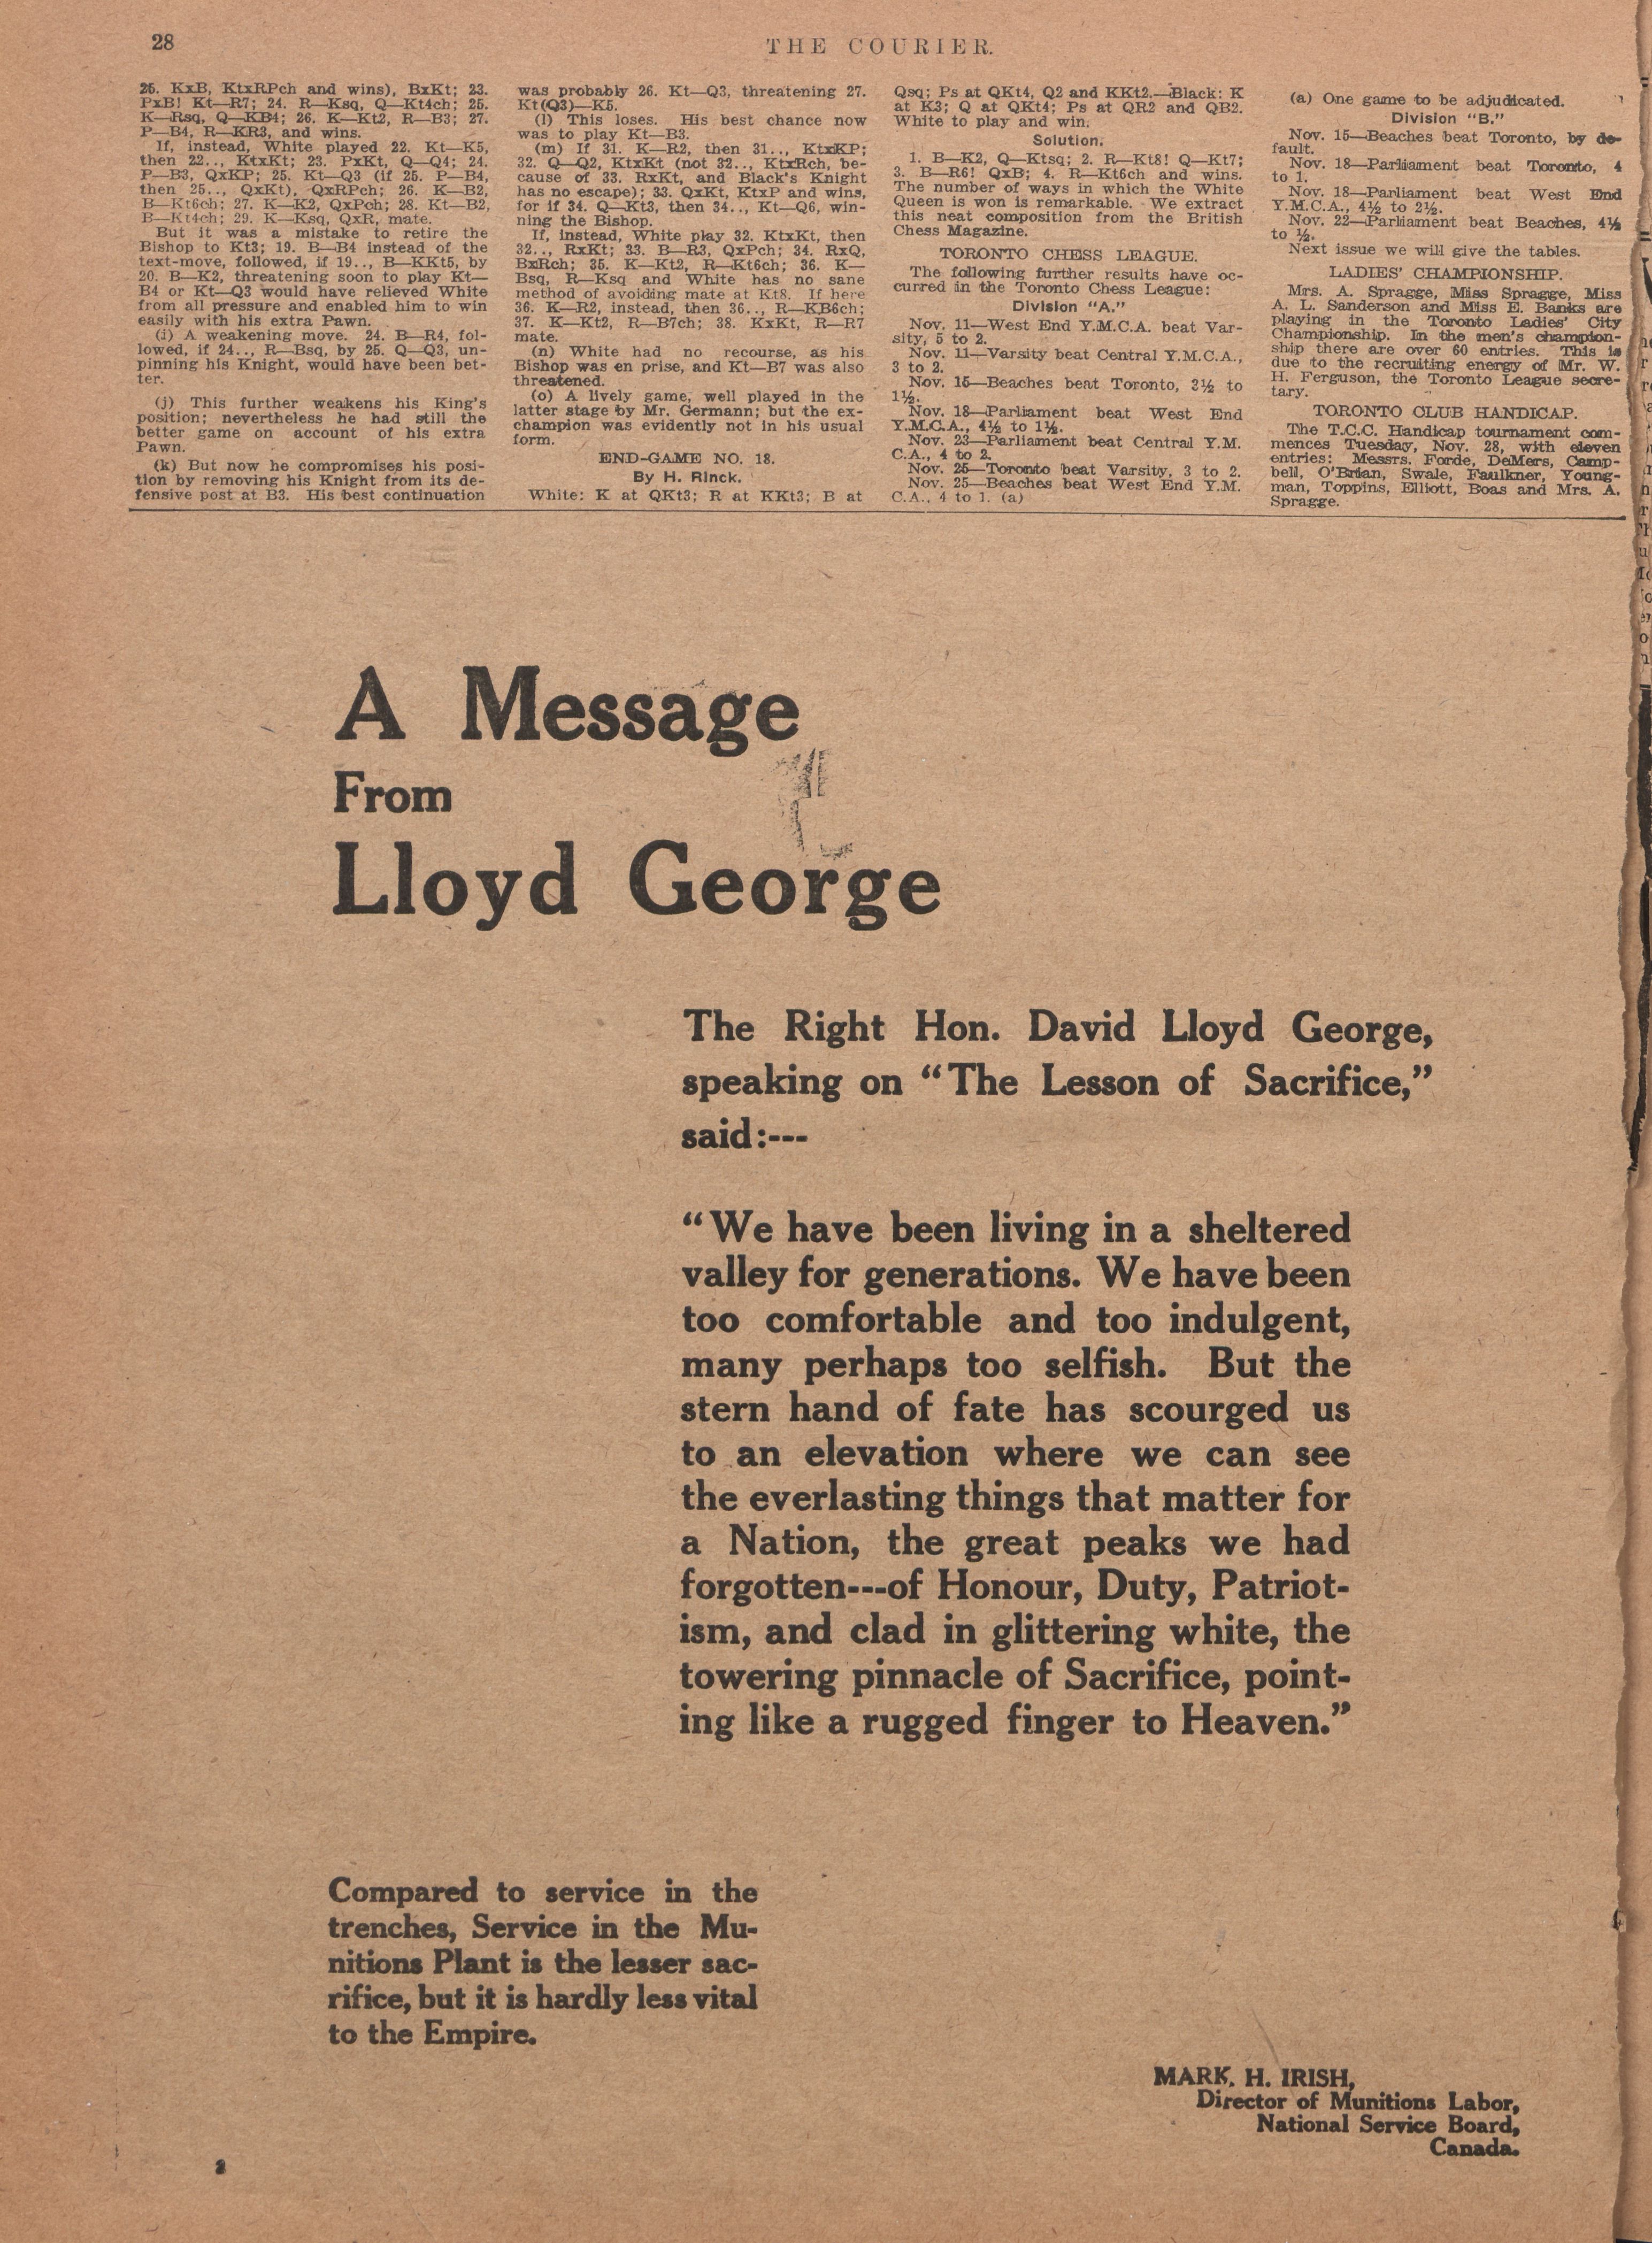 28
THE COURIER.
25. KxB, KtxRPch and wins), BxKt; 23.
PxB! Kt—R7; 24. R—Ksq, Q—Kt4ch; 25.
K—Rsq, Q—KB4; 26. K—Kt2, R—B3; 27.
P—B4, R—KR3, and wins.
If, instead, White played 22. Kt—K5,
then 22.., KtxKt; 23. PxKt, Q—Q4; 24.
P—B3, QxKP; 25. Kt—Q3 (if 25. P—B4,
then 25.., QxKt), QxRPch; 26. K—B2,
B—Kt6ch; 27. K—K2, QxPch; 28. Kt—B2,
B—Kt4ch; 29. K—Ksq, QxR, mate.
But it was a mistake to retire the
Bishop to Kt3; 19. B—B4 instead of the
text-move, followed, if 19.., B—KKt5, by
20. B—K2, threatening soon to play Kt—
B4 or Kt—Q3 would have relieved White
from all pressure and enabled him to win
easily with his extra Pawn.
(i) A weakening move. 24. B—R4, fol-
lowed, if 24.., R—Bsq, by 25. Q—Q3, un-
pinning his Knight, would have been bet-
ter.
(j) This further weakens his King's
position; nevertheless he had still the
better game on account of his extra
Pawn.
(k) But now he compromises his posi-
tion by removing his Knight from its de-
fensive post at B3. His best continuation
was probably 26. Kt—Q3, threatening 27.
Kt(Q3)—K5.
(l) This loses. His best chance now
was to play Kt—B3.
(m) If 31. K—R2, then 31.., KtxKP;
32. Q—Q2, KtxKt (not 32.., KtxRch, be-
cause of 33. RxKt, and Black's Knight
has no escape); 33. QxKt, KtxP and wins,
for if 34. Q—Kt3, then 34.., Kt—Q6, win-
ning the Bishop.
If, instead, White play 32. KtxKt, then
32.., RxKt; 33. B—R3, QxPch; 34. RxQ,
BxRch; 35. K—Kt2, R—Kt6ch; 36. K—
Bsq, R—Ksq and White has no sane
method of avoiding mate at Kt8. If here
36. K—R2, instead, then 36.., R—KB6ch;
37. K—Kt2, R—B7ch; 38. KxKt, R—R7
mate.
(n) White had no recourse, as his
Bishop was en prise, and Kt—B7 was also
threatened.
(o) A lively game, well played in the
latter stage by Mr. Germann; but the ex-
champion was evidently not in his usual
form.
END-GAME NO. 18.
By H. Rinck.
White: K at QKt3; R at KKt3; B at
Qsq; Ps at QKt4, Q2 and KKt2.—Black: K
at K3; Q at QKt4; Ps at QR2 and QB2.
White to play and win.
Solution.
1. B—K2, Q—Ktsq; 2. R—Kt8! Q—Kt7;
3. B—R6! QxB; 4. R—Kt6ch and wins.
The number of ways in which the White
Queen is won is remarkable. We extract
this neat composition from the British
Chess Magazine.
TORONTO CHESS LEAGUE.
The following further results have oc-
curred in the Toronto Chess League:
Division "A."
Nov. 11—West End Y.M.C.A. beat Var-
sity, 5 to 2.
Nov. 11—Varsity beat Central Y.M.C.A.,
3 to 2.
Nov. 15—Beaches beat Toronto, 3½ to
1½.
Nov. 18—Parliament beat West End
Y.M.C.A., 4½ to 1½.
Nov. 23—Parliament beat Central Y.M.
C.A., 4 to 2.
Nov. 25—Toronto beat Varsity, 3 to 2.
Nov. 25—Beaches beat West End Y.M.
C.A., 4 to 1. (a)
(a) One game to be adjudicated.
Division "B."
Nov. 15—Beaches beat Toronto, by de-
fault.
Nov. 18—Parliament beat Toronto, 4
to 1.
Nov. 18—Parliament beat West End
Y.M.C.A., 4½ to 2½.
Nov. 22—Parliament beat Beaches, 4½
to ½.
Next issue we will give the tables.
LADIES' CHAMPIONSHIP.
Mrs. A. Spragge, Miss Spragge, Miss
A. L. Sanderson and Miss E. Banks are
playing in the Toronto Ladies' City
Championship. In the men's champion-
ship there are over 60 entries. This is
due to the recruiting energy of Mr. W.
H. Ferguson, the Toronto League secre-
tary.
TORONTO CLUB HANDICAP.
The T.C.C. Handicap tournament com-
mences Tuesday, Nov. 28, with eleven
entries: Messrs. Forde, DeMers, Camp-
bell, O'Brian, Swale, Faulkner, Young-
man, Toppins, Elliott, Boas and Mrs. A.
Spragge.
A Message
From
Lloyd George
The Right Hon. David Lloyd George,
speaking on "The Lesson of Sacrifice,"
said:---
"We have been living in a sheltered
valley for generations. We have been
too comfortable and too indulgent,
many perhaps too selfish. But the
stern hand of fate has scourged us
to an elevation where we can see
the everlasting things that matter for
a Nation, the great peaks we had
forgotten---of Honour, Duty, Patriot-
ism, and clad in glittering white, the
towering pinnacle of Sacrifice, point-
ing like a rugged finger to Heaven."
Compared to service in the
trenches, Service in the Mu-
nitions Plant is the lesser sac-
rifice, but it is hardly less vital
to the Empire.
MARK. H. IRISH,
Director of Munitions Labor,
National Service Board,
Canada.